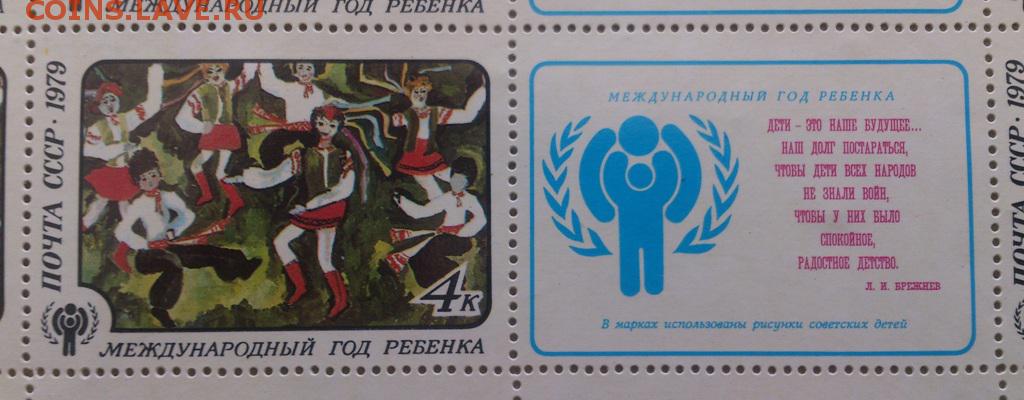 COINS.LAVE.RU
МЕЖДУНАРОДНЫЙ ГОД РЕБЕНКА
ПОЧТА СССР · 1979
4к
МЕЖДУНАРОДНЫЙ ГОД РЕБЕНКА
МЕЖДУНАРОДНЫЙ ГОД РЕБЕНКА
ДЕТИ – ЭТО НАШЕ БУДУЩЕЕ...
НАШ ДОЛГ ПОСТАРАТЬСЯ,
ЧТОБЫ ДЕТИ ВСЕХ НАРОДОВ
НЕ ЗНАЛИ ВОЙН,
ЧТОБЫ У НИХ БЫЛО
СПОКОЙНОЕ,
РАДОСТНОЕ ДЕТСТВО.
Л. И. БРЕЖНЕВ
В марках использованы рисунки советских детей
ПОЧТА СССР · 1979